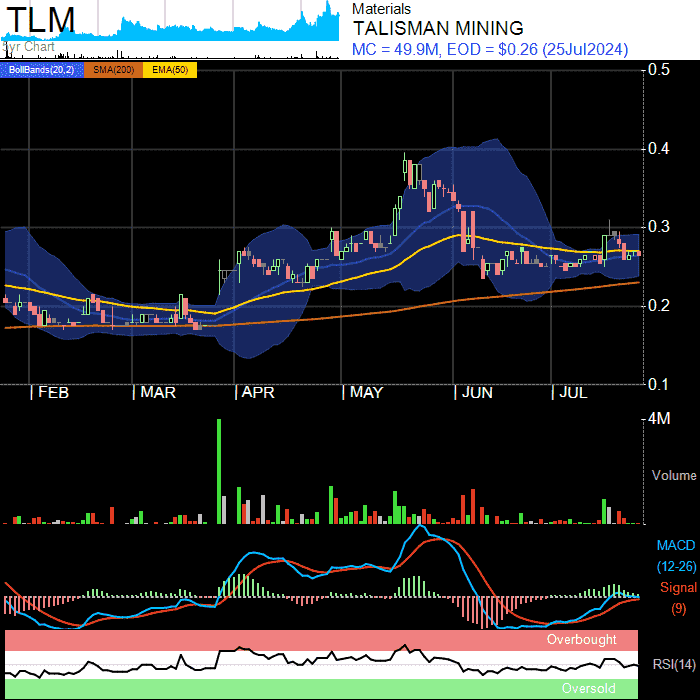 TLM
5yr Chart
Materials
TALISMAN MINING
MC = 49.9M, EOD = $0.26 (25Jul2024)
BollBands(20,2) SMA(200) EMA(50)
0.5
0.4
0.3
0.2
0.1
FEB MAR APR MAY JUN JUL
4M
Volume
MACD
(12-26)
Signal
(9)
Overbought
RSI(14)
Oversold